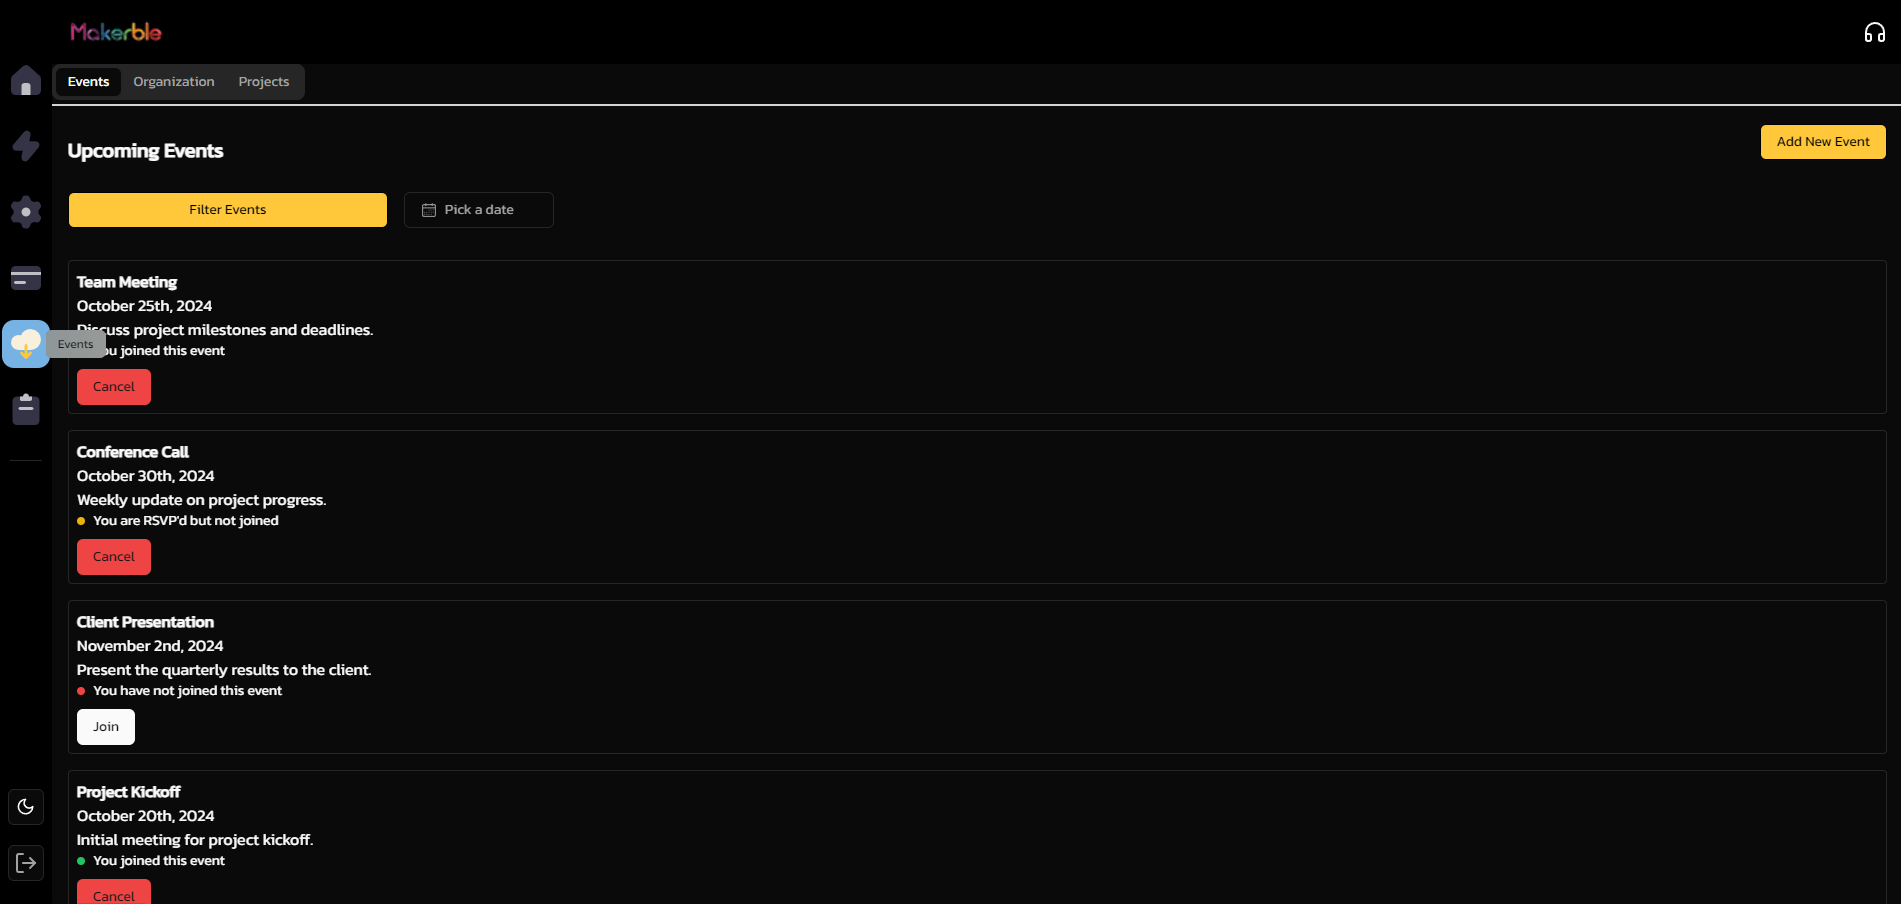 Makerble
Events Organization Projects
Upcoming Events
Add New Event
Filter Events
Pick a date
Team Meeting
October 25th, 2024
Discuss project milestones and deadlines.
Events
You joined this event
Cancel
Conference Call
October 30th, 2024
Weekly update on project progress.
You are RSVP'd but not joined
Cancel
Client Presentation
November 2nd, 2024
Present the quarterly results to the client.
You have not joined this event
Join
Project Kickoff
October 20th, 2024
Initial meeting for project kickoff.
You joined this event
Cancel